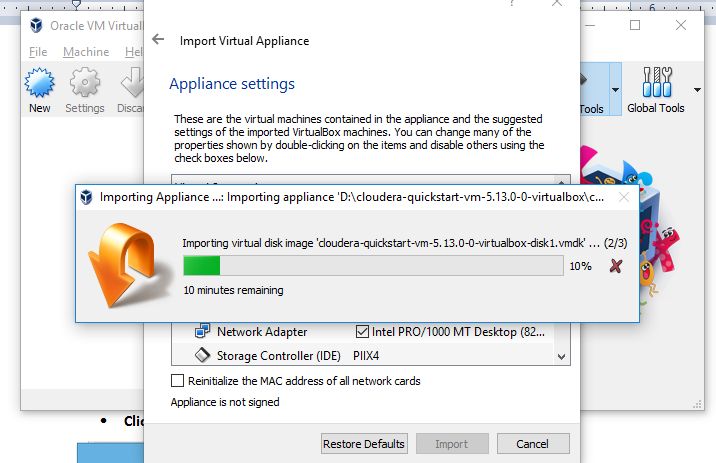 6
Oracle VM Virtuall
Import Virtual Appliance
File Machine Help
New Settings Discar
Tools Global Tools
Appliance settings
These are the virtual machines contained in the appliance and the suggested
settings of the imported VirtualBox machines. You can change many of the
properties shown by double-clicking on the items and disable others using the
check boxes below.
Importing Appliance ...: Importing appliance 'D:\cloudera-quickstart-vm-5.13.0-0-virtualbox\c...
Importing virtual disk image 'cloudera-quickstart-vm-5.13.0-0-virtualbox-disk1.vmdk' ... (2/3)
10%
10 minutes remaining
Network Adapter Intel PRO/1000 MT Desktop (82...
Storage Controller (IDE) PIIX4
Reinitialize the MAC address of all network cards
Appliance is not signed
• Clic
Restore Defaults Import Cancel